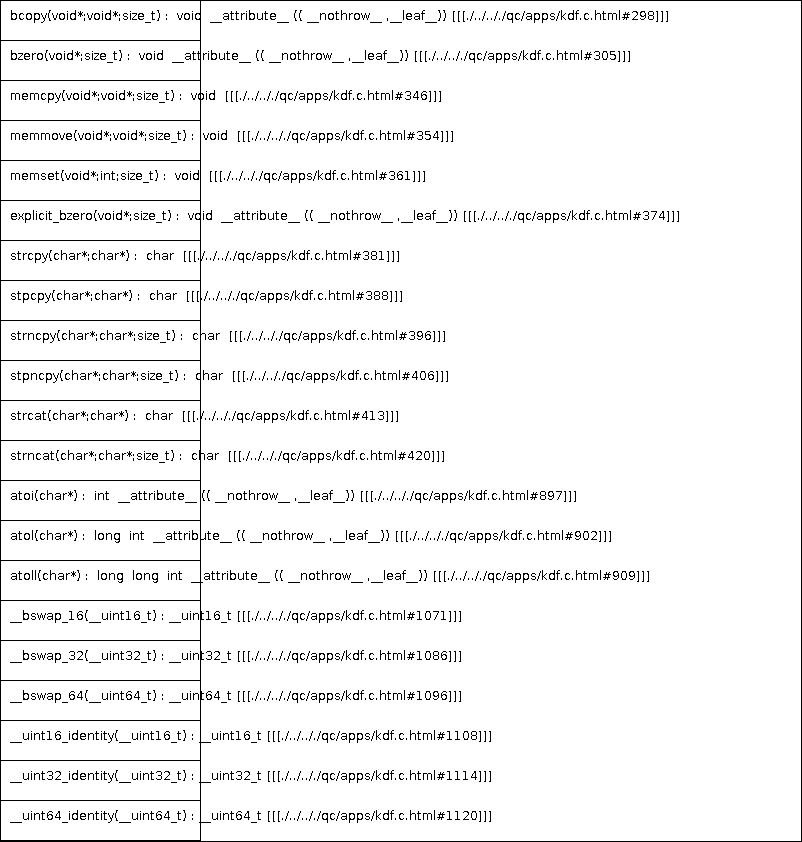 bcopy(void*;void*;size_t) : void __attribute__ (( __nothrow__ ,__leaf__)) [[[./../.././qc/apps/kdf.c.html#298]]]
bzero(void*;size_t) : void __attribute__ (( __nothrow__ ,__leaf__)) [[[./../.././qc/apps/kdf.c.html#305]]]
memcpy(void*;void*;size_t) : void [[[./../.././qc/apps/kdf.c.html#346]]]
memmove(void*;void*;size_t) : void [[[./../.././qc/apps/kdf.c.html#354]]]
memset(void*;int;size_t) : void [[[./../.././qc/apps/kdf.c.html#361]]]
explicit_bzero(void*;size_t) : void __attribute__ (( __nothrow__ ,__leaf__)) [[[./../.././qc/apps/kdf.c.html#374]]]
strcpy(char*;char*) : char [[[./../.././qc/apps/kdf.c.html#381]]]
stpcpy(char*;char*) : char [[[./../.././qc/apps/kdf.c.html#388]]]
strncpy(char*;char*;size_t) : char [[[./../.././qc/apps/kdf.c.html#396]]]
stpncpy(char*;char*;size_t) : char [[[./../.././qc/apps/kdf.c.html#406]]]
strcat(char*;char*) : char [[[./../.././qc/apps/kdf.c.html#413]]]
strncat(char*;char*;size_t) : char [[[./../.././qc/apps/kdf.c.html#420]]]
atoi(char*) : int __attribute__ (( __nothrow__ ,__leaf__)) [[[./../.././qc/apps/kdf.c.html#897]]]
atol(char*) : long int __attribute__ (( __nothrow__ ,__leaf__)) [[[./../.././qc/apps/kdf.c.html#902]]]
atoll(char*) : long long int __attribute__ (( __nothrow__ ,__leaf__)) [[[./../.././qc/apps/kdf.c.html#909]]]
__bswap_16(__uint16_t) : __uint16_t [[[./../.././qc/apps/kdf.c.html#1071]]]
__bswap_32(__uint32_t) : __uint32_t [[[./../.././qc/apps/kdf.c.html#1086]]]
__bswap_64(__uint64_t) : __uint64_t [[[./../.././qc/apps/kdf.c.html#1096]]]
__uint16_identity(__uint16_t) : __uint16_t [[[./../.././qc/apps/kdf.c.html#1108]]]
__uint32_identity(__uint32_t) : __uint32_t [[[./../.././qc/apps/kdf.c.html#1114]]]
__uint64_identity(__uint64_t) : __uint64_t [[[./../.././qc/apps/kdf.c.html#1120]]]